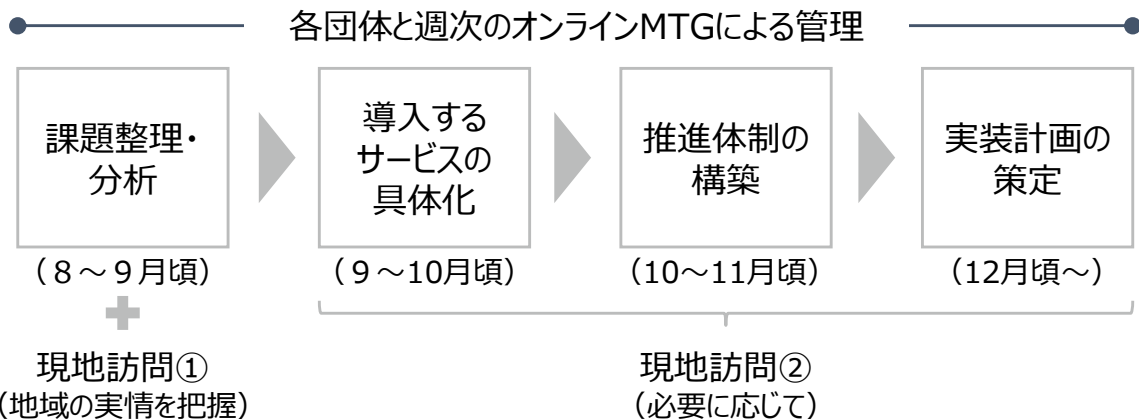 各団体と週次のオンラインMTGによる管理
課題整理・
分析
導入する
サービスの
具体化
推進体制の
構築
実装計画の
策定
（８～９月頃）
（９～10月頃）
（10～11月頃）
（12月頃～）
現地訪問①
（地域の実情を把握）
現地訪問②
（必要に応じて）